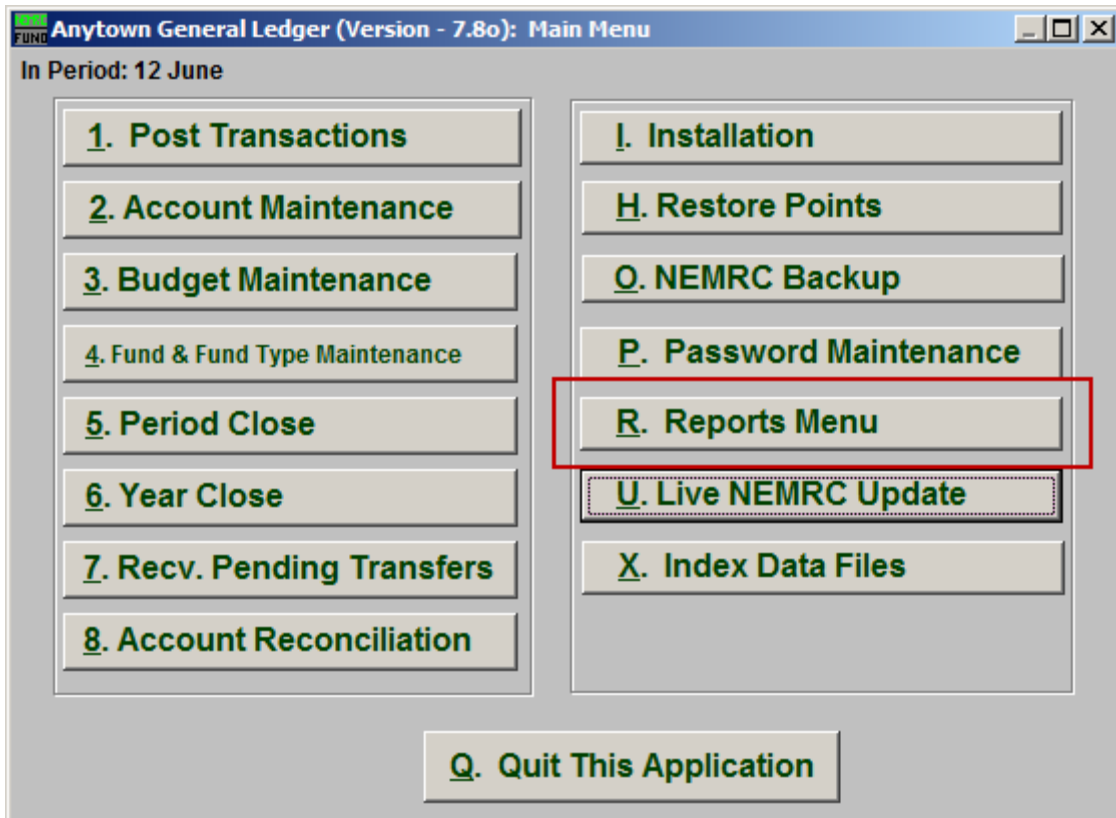 NEMRC
FUND
Anytown General Ledger (Version - 7.8o): Main Menu
In Period: 12 June
1. Post Transactions
2. Account Maintenance
3. Budget Maintenance
4. Fund & Fund Type Maintenance
5. Period Close
6. Year Close
7. Recv. Pending Transfers
8. Account Reconciliation
I. Installation
H. Restore Points
O. NEMRC Backup
P. Password Maintenance
R. Reports Menu
U. Live NEMRC Update
X. Index Data Files
Q. Quit This Application